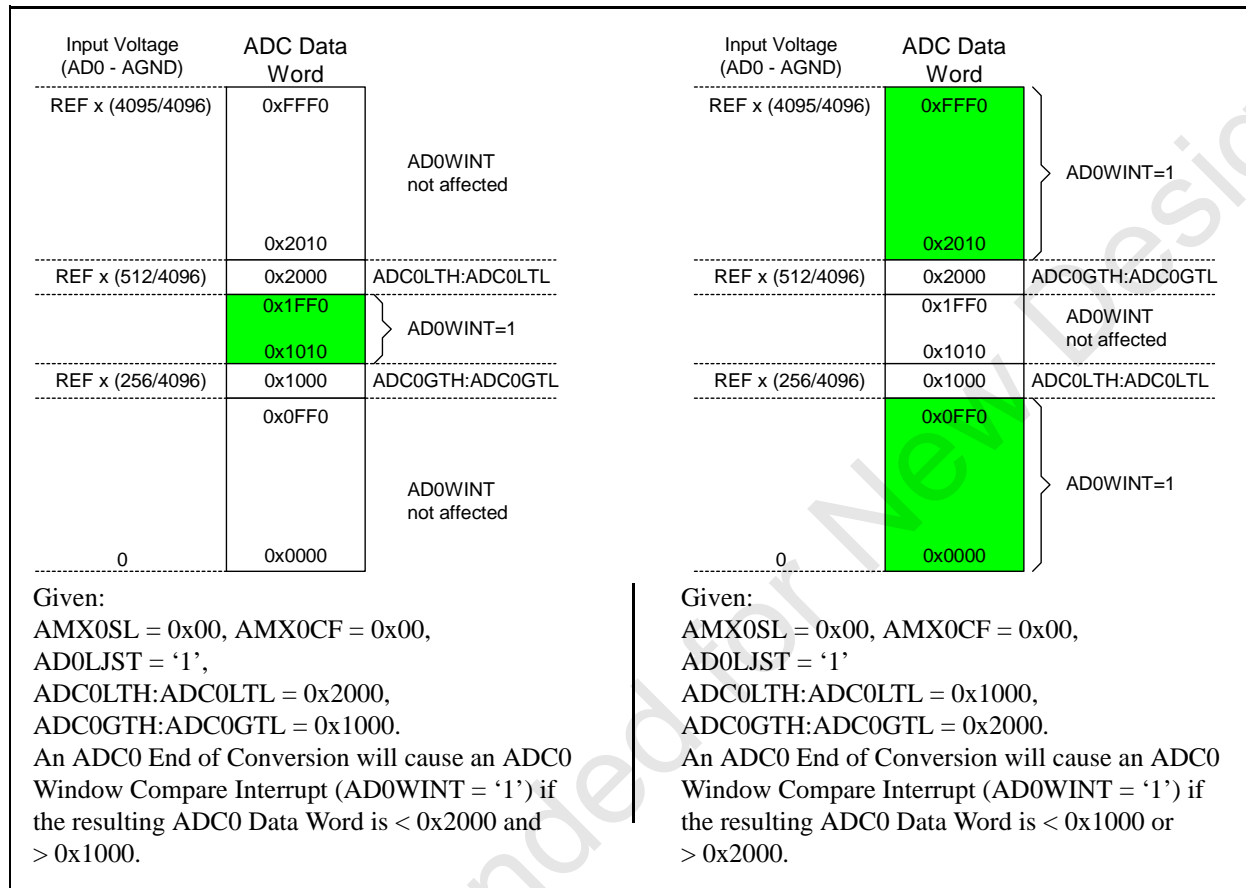 Input Voltage
(AD0 - AGND)
ADC Data
Word
REF x (4095/4096)
0xFFF0
AD0WINT
not affected
0x2010
REF x (512/4096)
0x2000
ADC0LTH:ADC0LTL
0x1FF0
AD0WINT=1
0x1010
REF x (256/4096)
0x1000
ADC0GTH:ADC0GTL
0x0FF0
AD0WINT
not affected
0
0x0000
Given:
AMX0SL = 0x00, AMX0CF = 0x00,
AD0LJST = ‘1’,
ADC0LTH:ADC0LTL = 0x2000,
ADC0GTH:ADC0GTL = 0x1000.
An ADC0 End of Conversion will cause an ADC0
Window Compare Interrupt (AD0WINT = ‘1’) if
the resulting ADC0 Data Word is < 0x2000 and
> 0x1000.
Input Voltage
(AD0 - AGND)
ADC Data
Word
REF x (4095/4096)
0xFFF0
AD0WINT=1
0x2010
REF x (512/4096)
0x2000
ADC0GTH:ADC0GTL
0x1FF0
AD0WINT
not affected
0x1010
REF x (256/4096)
0x1000
ADC0LTH:ADC0LTL
0x0FF0
AD0WINT=1
0
0x0000
Given:
AMX0SL = 0x00, AMX0CF = 0x00,
AD0LJST = ‘1’
ADC0LTH:ADC0LTL = 0x1000,
ADC0GTH:ADC0GTL = 0x2000.
An ADC0 End of Conversion will cause an ADC0
Window Compare Interrupt (AD0WINT = ‘1’) if
the resulting ADC0 Data Word is < 0x1000 or
> 0x2000.
for New